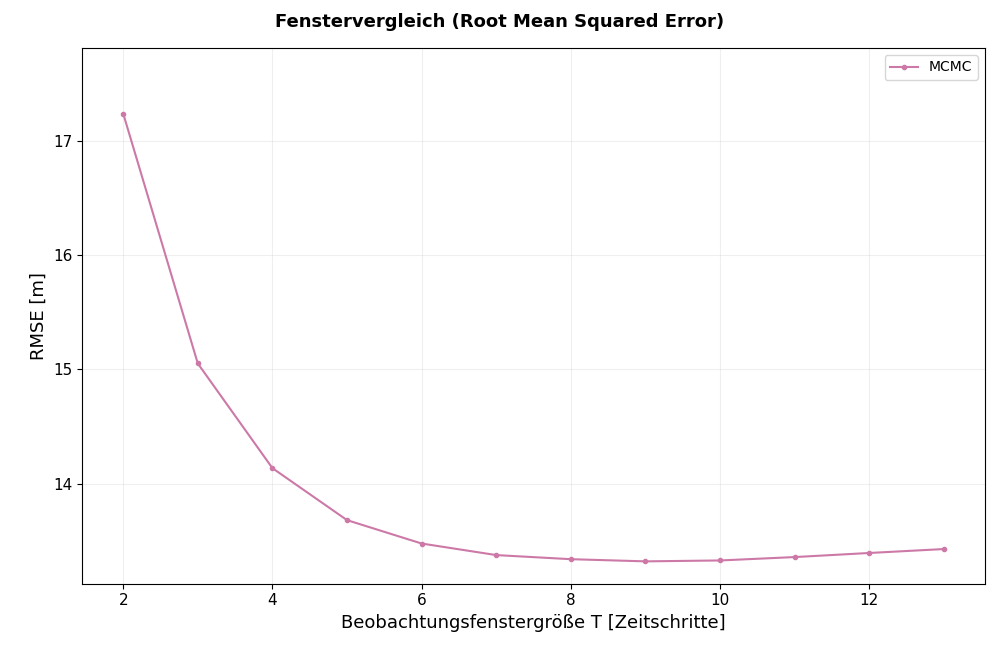 Fenstervergleich (Root Mean Squared Error)
MCMC
17
16
15
14
RMSE [m]
2 4 6 8 10 12
Beobachtungsfenstergröße T [Zeitschritte]